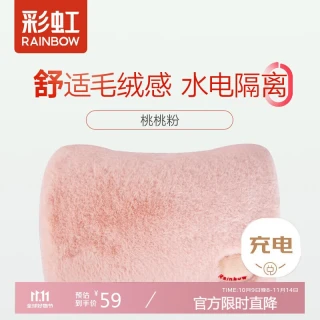 彩虹
RAINBOW
舒适毛绒感 水电隔离
桃桃粉
Rainbow
充电
11.11
预估
到手价 ¥59
官方限时直降